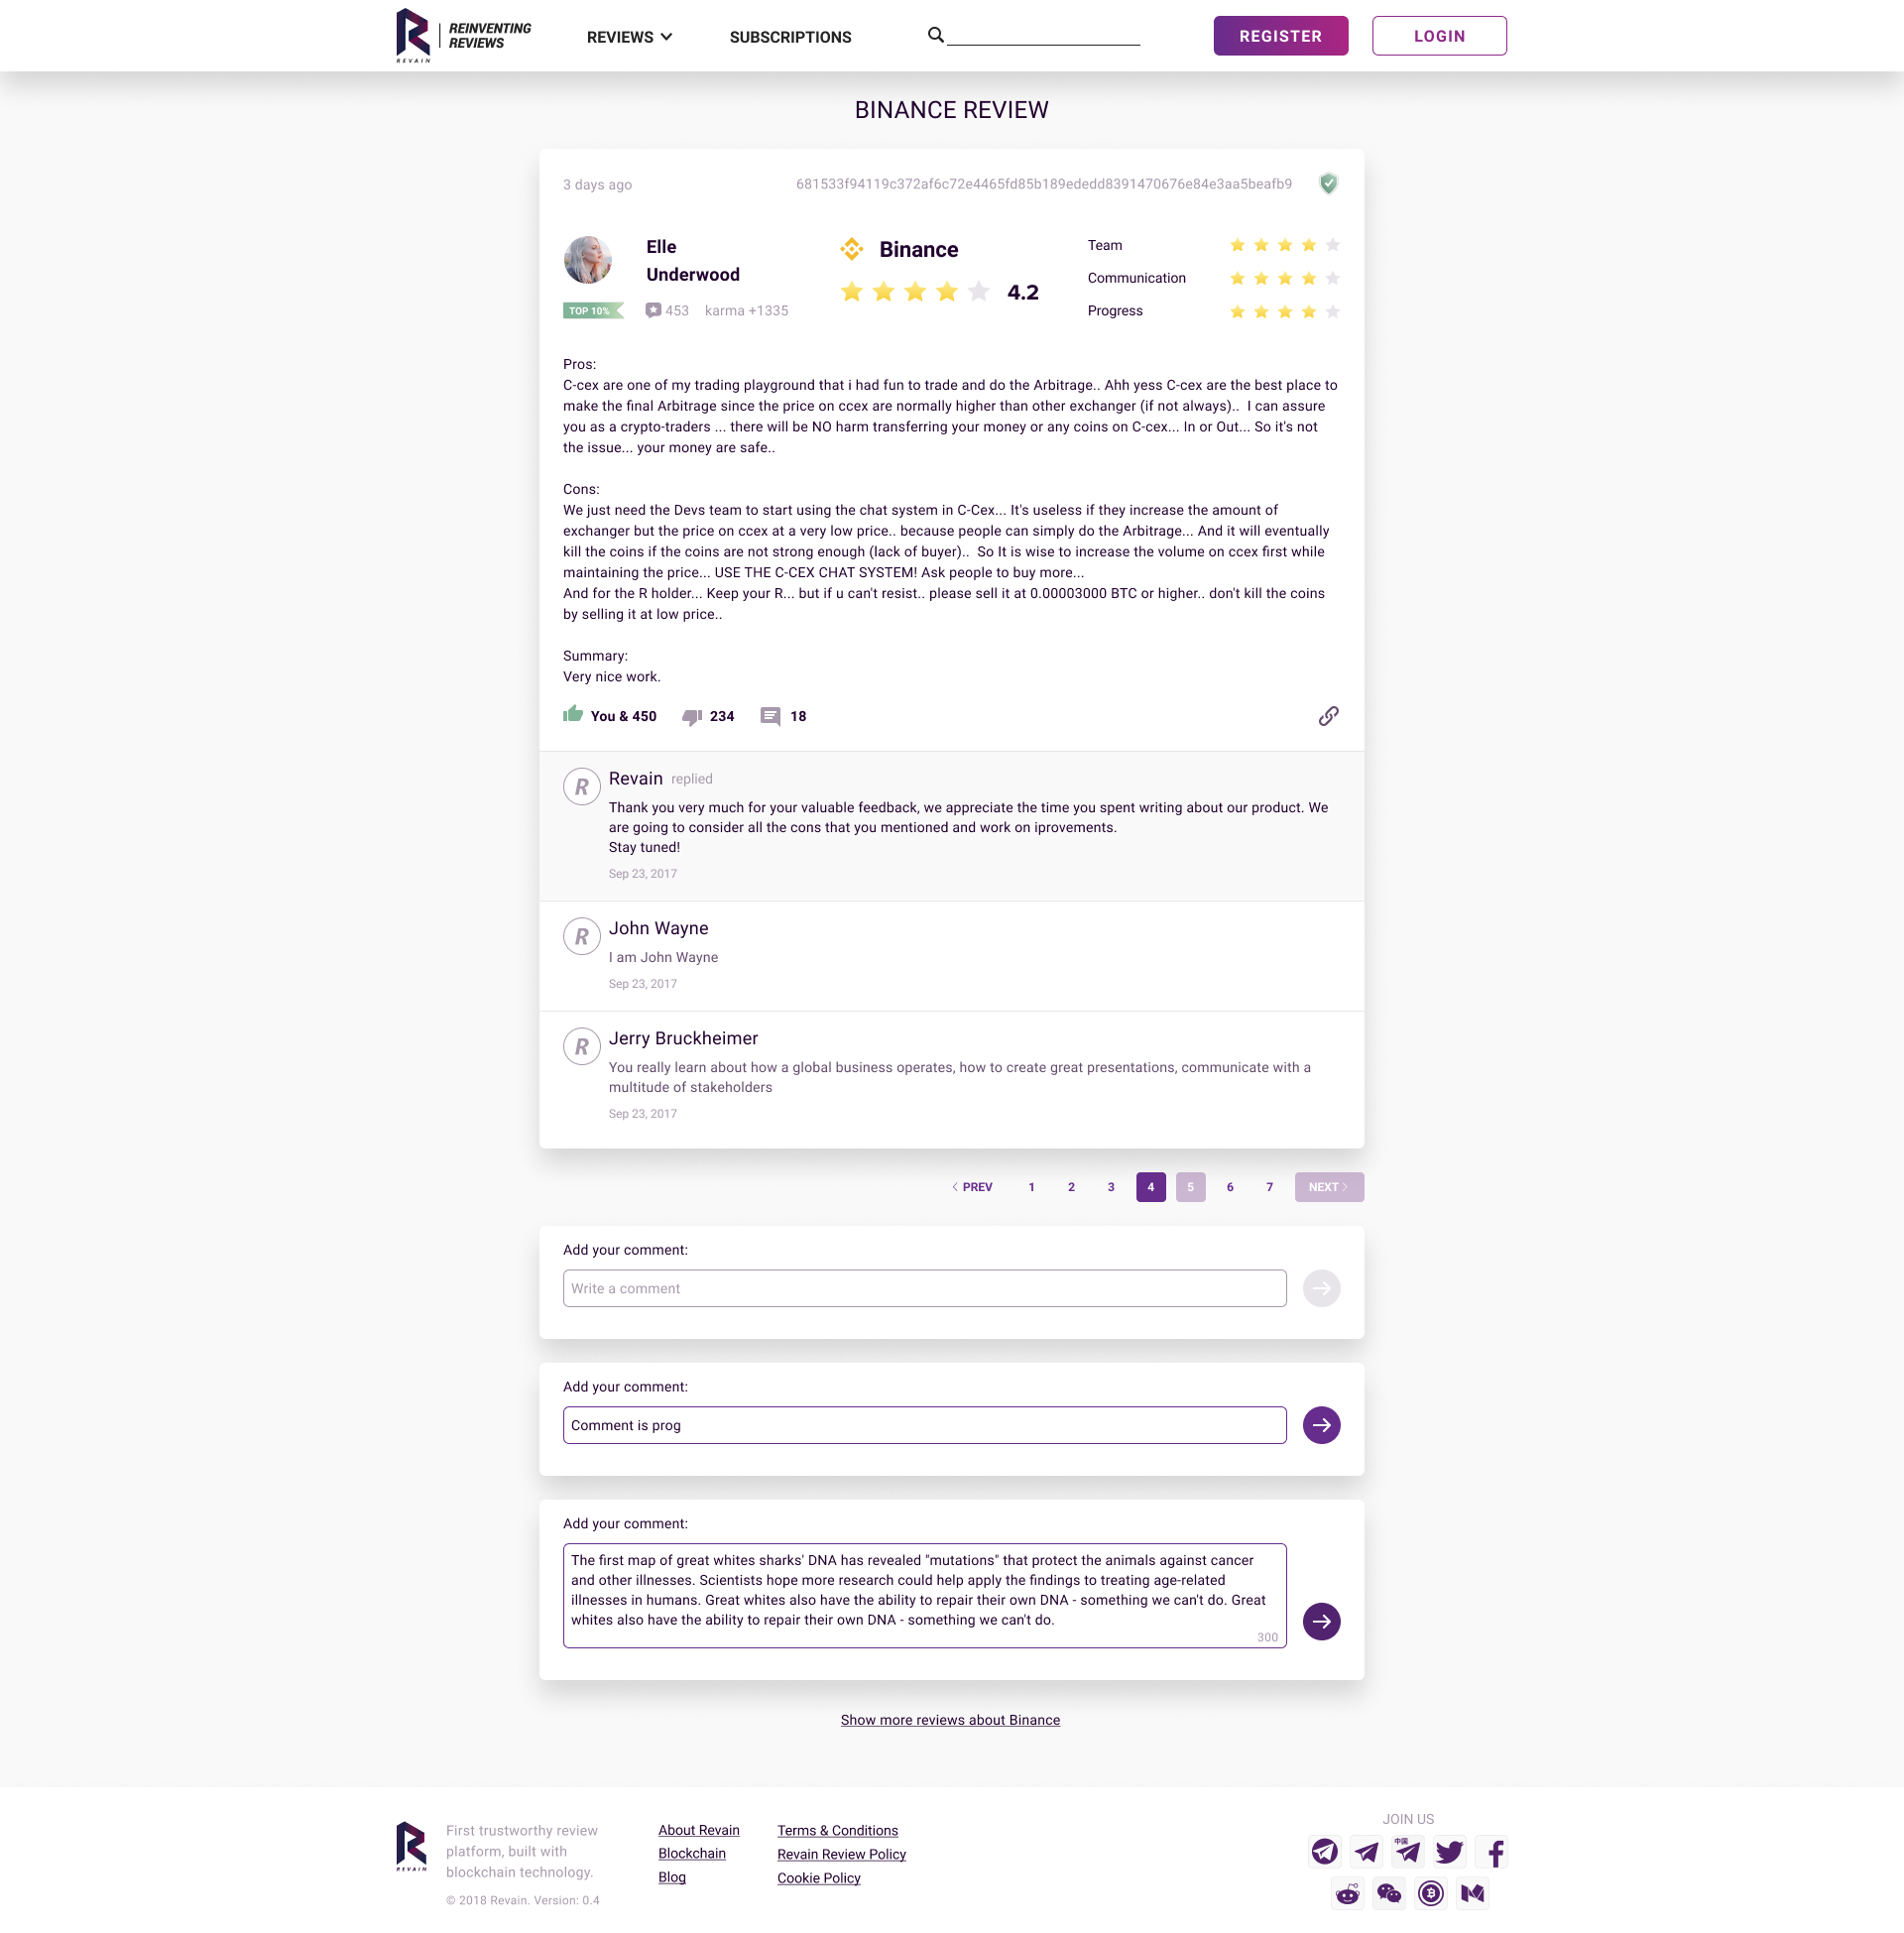 REVAIN
REINVENTING
REVIEWS
REVIEWS
SUBSCRIPTIONS
REGISTER
LOGIN
BINANCE REVIEW
3 days ago
681533f94119c372af6c72e4465fd85b189ededd8391470676e84e3aa5beafb9
Elle
Underwood
TOP 10%
453
karma +1335
Binance
4.2
Team
Communication
Progress
Pros:
C-cex are one of my trading playground that i had fun to trade and do the Arbitrage.. Ahh yess C-cex are the best place to
make the final Arbitrage since the price on ccex are normally higher than other exchanger (if not always)..  I can assure
you as a crypto-traders ... there will be NO harm transferring your money or any coins on C-cex... In or Out... So it's not
the issue... your money are safe..
Cons:
We just need the Devs team to start using the chat system in C-Cex... It's useless if they increase the amount of
exchanger but the price on ccex at a very low price.. because people can simply do the Arbitrage... And it will eventually
kill the coins if the coins are not strong enough (lack of buyer)..  So It is wise to increase the volume on ccex first while
maintaining the price... USE THE C-CEX CHAT SYSTEM! Ask people to buy more...
And for the R holder... Keep your R... but if u can't resist.. please sell it at 0.00003000 BTC or higher.. don't kill the coins
by selling it at low price..
Summary:
Very nice work.
You & 450
234
18
R
Revain replied
Thank you very much for your valuable feedback, we appreciate the time you spent writing about our product. We
are going to consider all the cons that you mentioned and work on iprovements.
Stay tuned!
Sep 23, 2017
R
John Wayne
I am John Wayne
Sep 23, 2017
R
Jerry Bruckheimer
You really learn about how a global business operates, how to create great presentations, communicate with a
multitude of stakeholders
Sep 23, 2017
PREV 1 2 3 4 5 6 7 NEXT
Add your comment:
Write a comment
Add your comment:
Comment is prog
Add your comment:
The first map of great whites sharks' DNA has revealed "mutations" that protect the animals against cancer
and other illnesses. Scientists hope more research could help apply the findings to treating age-related
illnesses in humans. Great whites also have the ability to repair their own DNA - something we can't do. Great
whites also have the ability to repair their own DNA - something we can't do.
300
Show more reviews about Binance
REVAIN
First trustworthy review
platform, built with
blockchain technology.
© 2018 Revain. Version: 0.4
About Revain
Blockchain
Blog
Terms & Conditions
Revain Review Policy
Cookie Policy
JOIN US
中国